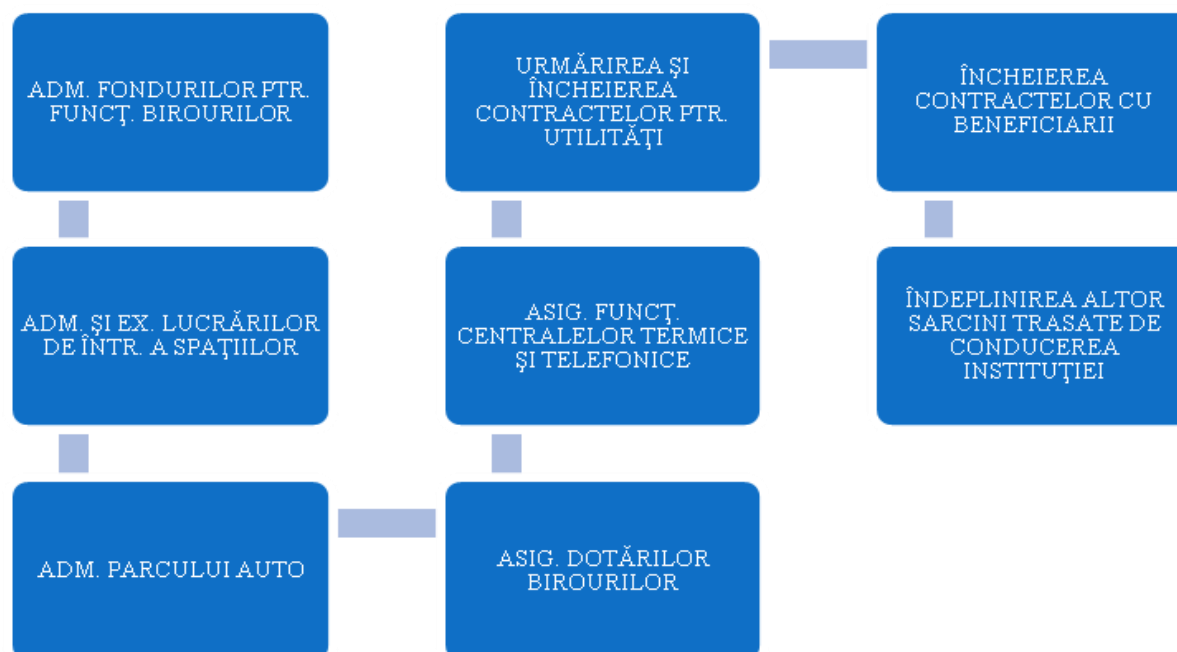 ADM. FONDURILOR PTR.
FUNCŢ. BIROURILOR
ADM. ŞI EX. LUCRĂRILOR
DE ÎNTR. A SPAŢIILOR
ADM. PARCULUI AUTO
ASIG. DOTĂRILOR
BIROURILOR
ASIG. FUNCŢ.
CENTRALELOR TERMICE
ŞI TELEFONICE
URMĂRIREA ŞI
ÎNCHEIEREA
CONTRACTELOR PTR.
UTILITĂŢI
ÎNCHEIEREA
CONTRACTELOR CU
BENEFICIARII
ÎNDEPLINIREA ALTOR
SARCINI TRASATE DE
CONDUCEREA
INSTITUŢIEI